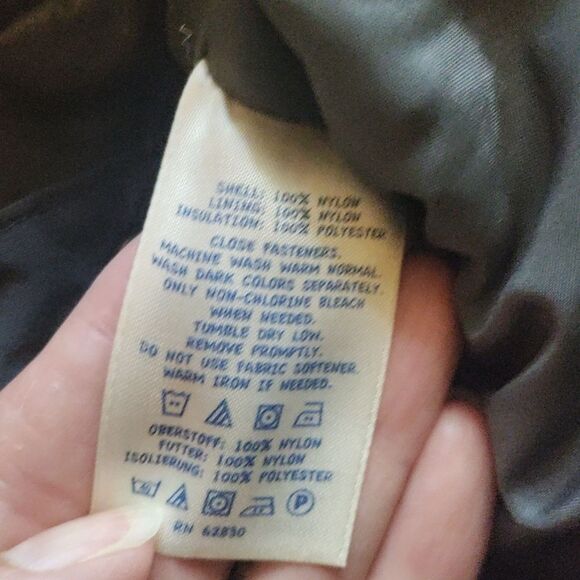 SHELL: 100% NYLON
LINING: 100% NYLON
INSULATION: 100% POLYESTER
CLOSE FASTENERS.
MACHINE WASH WARM NORMAL.
WASH DARK COLORS SEPARATELY.
ONLY NON-CHLORINE BLEACH
WHEN NEEDED.
TUMBLE DRY LOW.
REMOVE PROMPTLY.
DO NOT USE FABRIC SOFTENER.
WARM IRON IF NEEDED.
OBERSTOFF: 100% NYLON
FUTTER: 100% NYLON
ISOLIERUNG: 100% POLYESTER
40 P
RN 62830